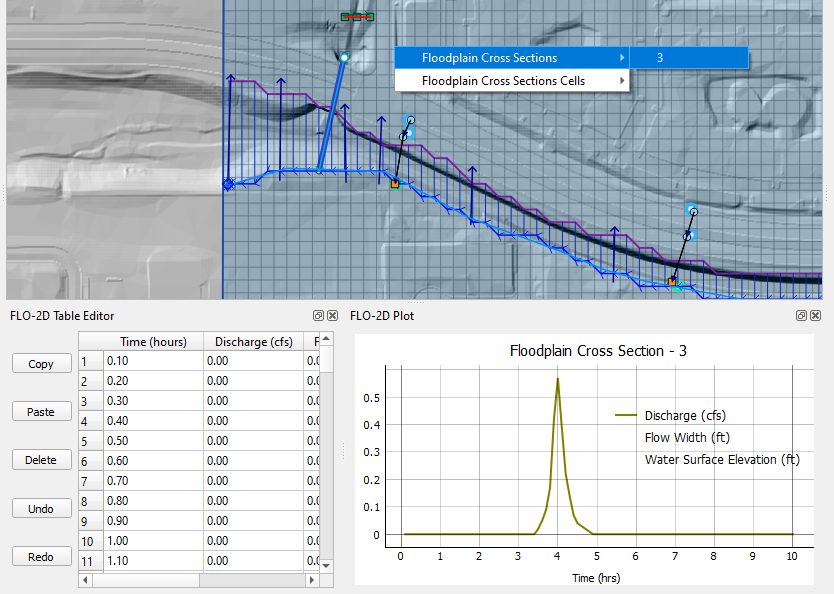 Floodplain Cross Sections 3
Floodplain Cross Sections Cells
FLO-2D Table Editor
Copy
Paste
Delete
Undo
Redo
Time (hours) Discharge (cfs) F
1 0.10 0.00 0.0
2 0.20 0.00 0.0
3 0.30 0.00 0.0
4 0.40 0.00 0.0
5 0.50 0.00 0.0
6 0.60 0.00 0.0
7 0.70 0.00 0.0
8 0.80 0.00 0.0
9 0.90 0.00 0.0
10 1.00 0.00 0.0
11 1.10 0.00 0.0
FLO-2D Plot
Floodplain Cross Section - 3
Discharge (cfs)
Flow Width (ft)
Water Surface Elevation (ft)
0.5
0.4
0.3
0.2
0.1
0
0 1 2 3 4 5 6 7 8 9 10
Time (hrs)